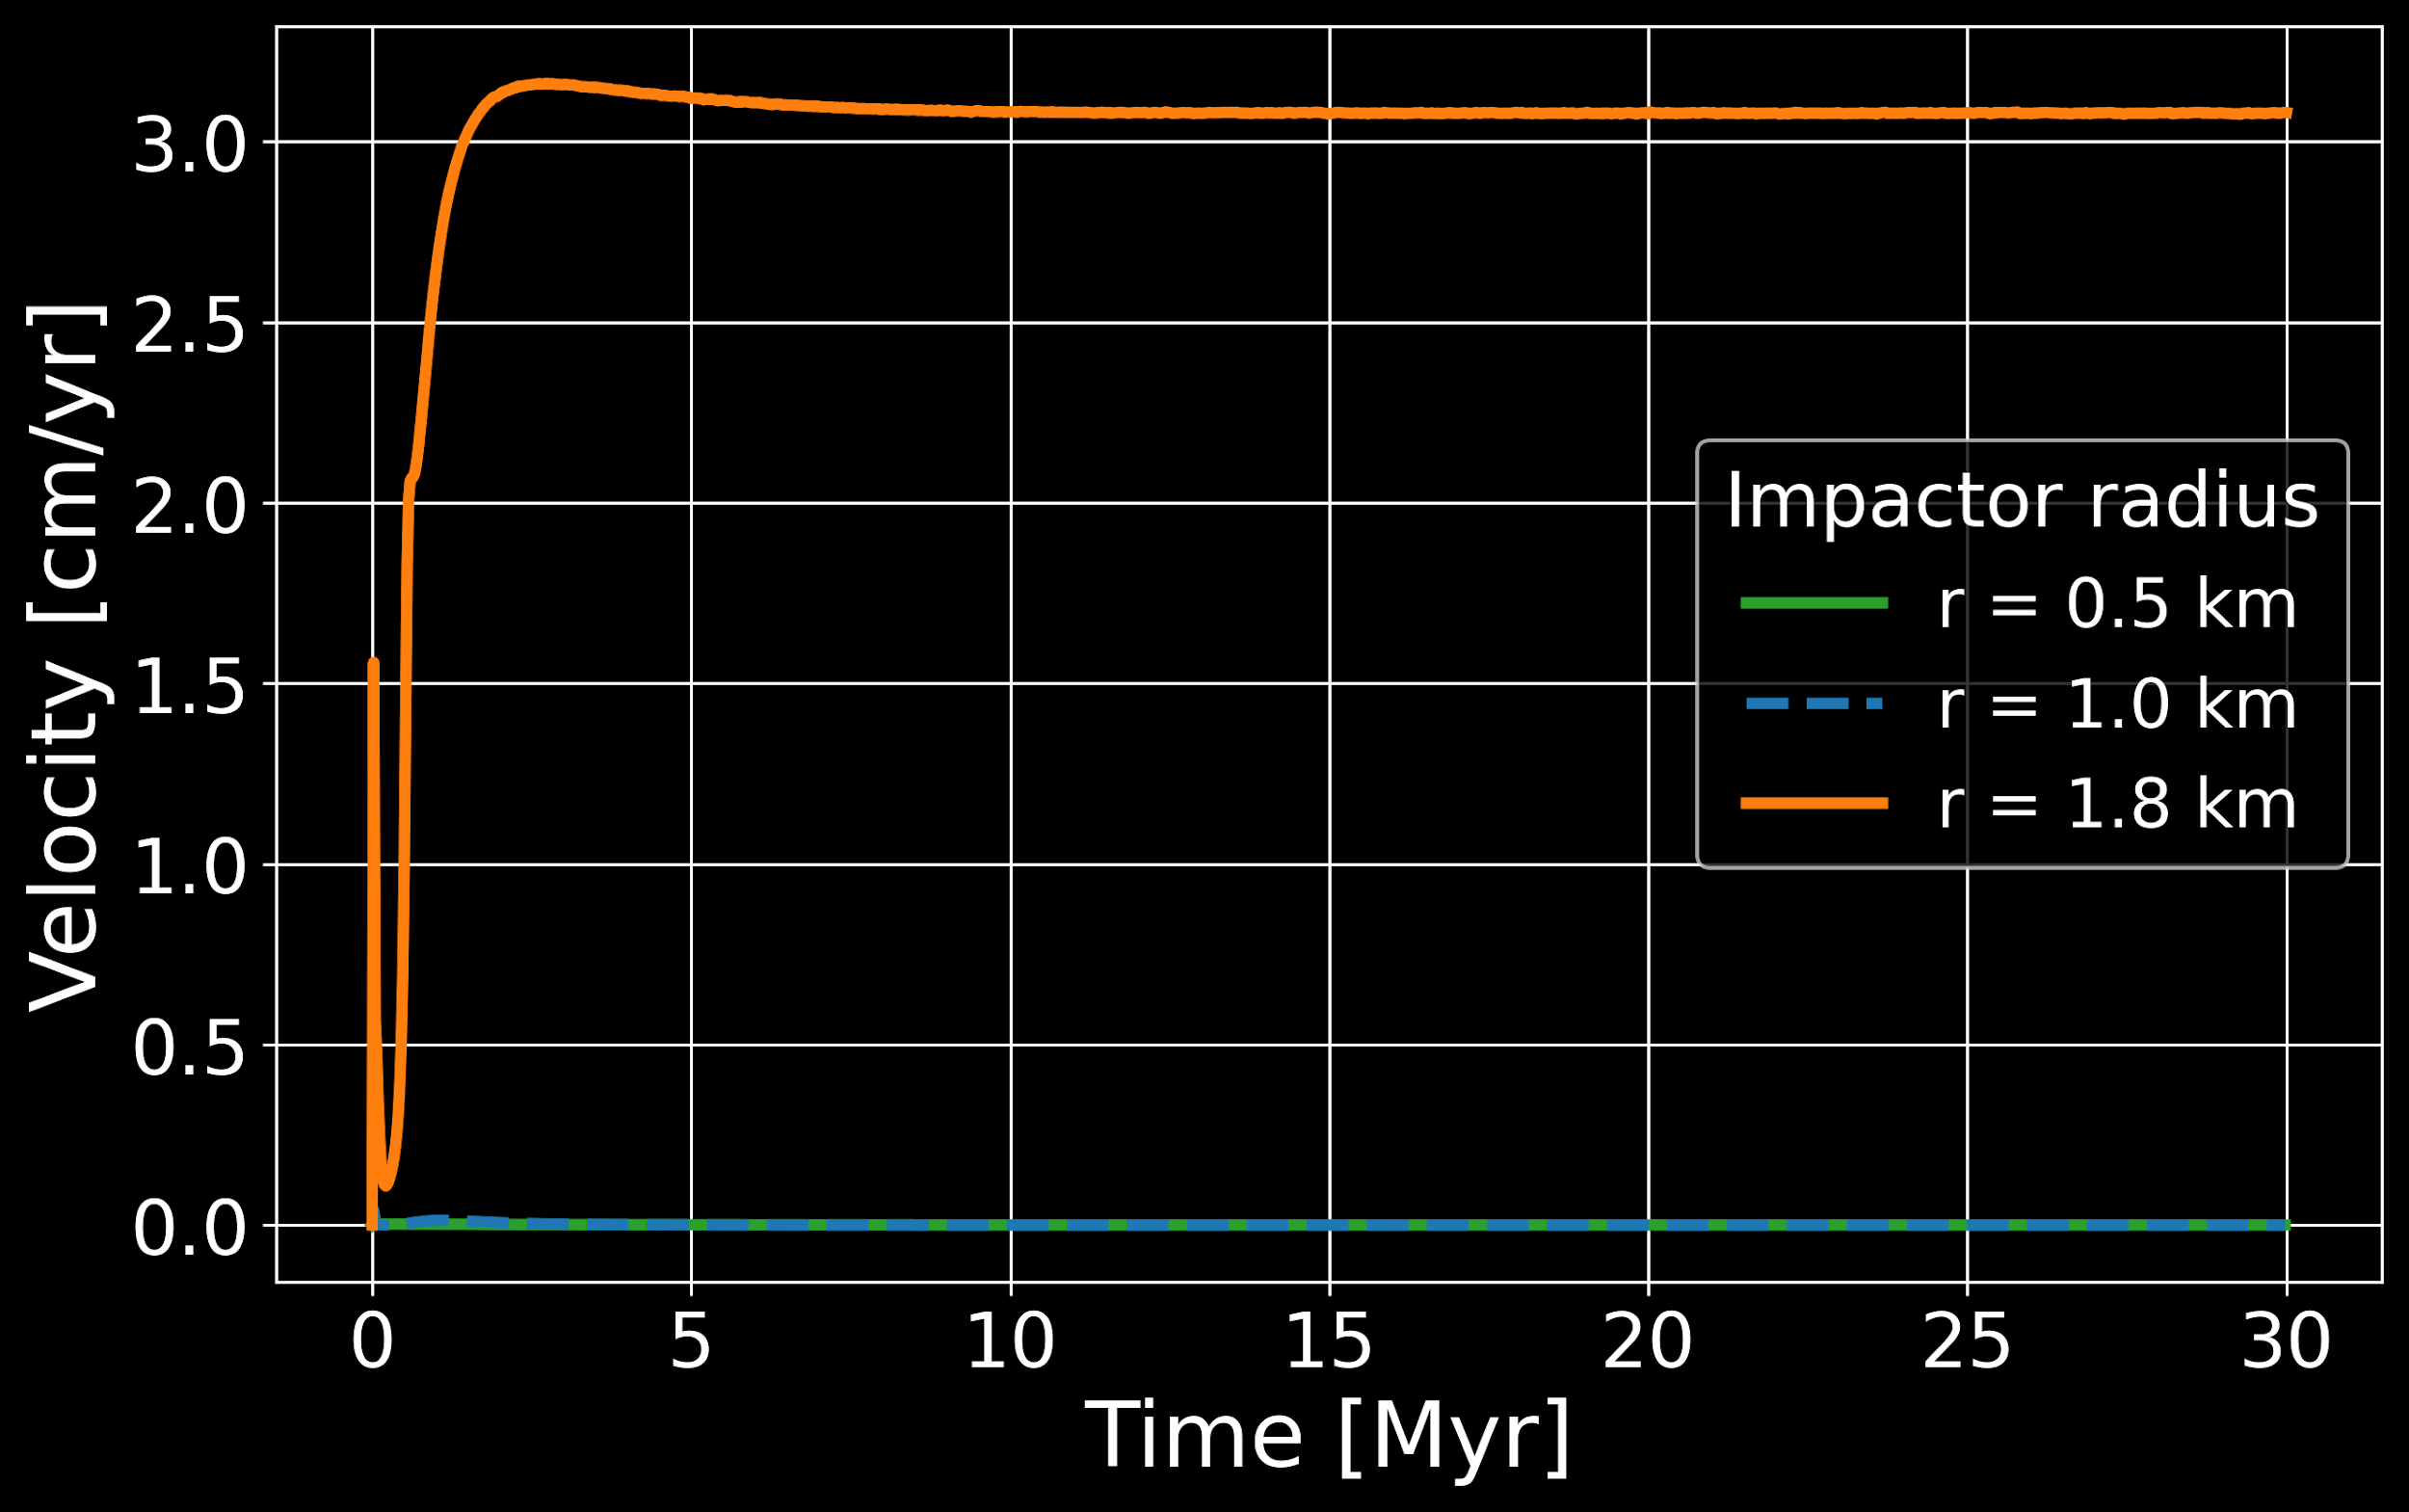 Velocity [cm/yr]
3.0
2.5
2.0
1.5
1.0
0.5
0.0
Impactor radius
r = 0.5 km
r = 1.0 km
r = 1.8 km
0 5 10 15 20 25 30
Time [Myr]